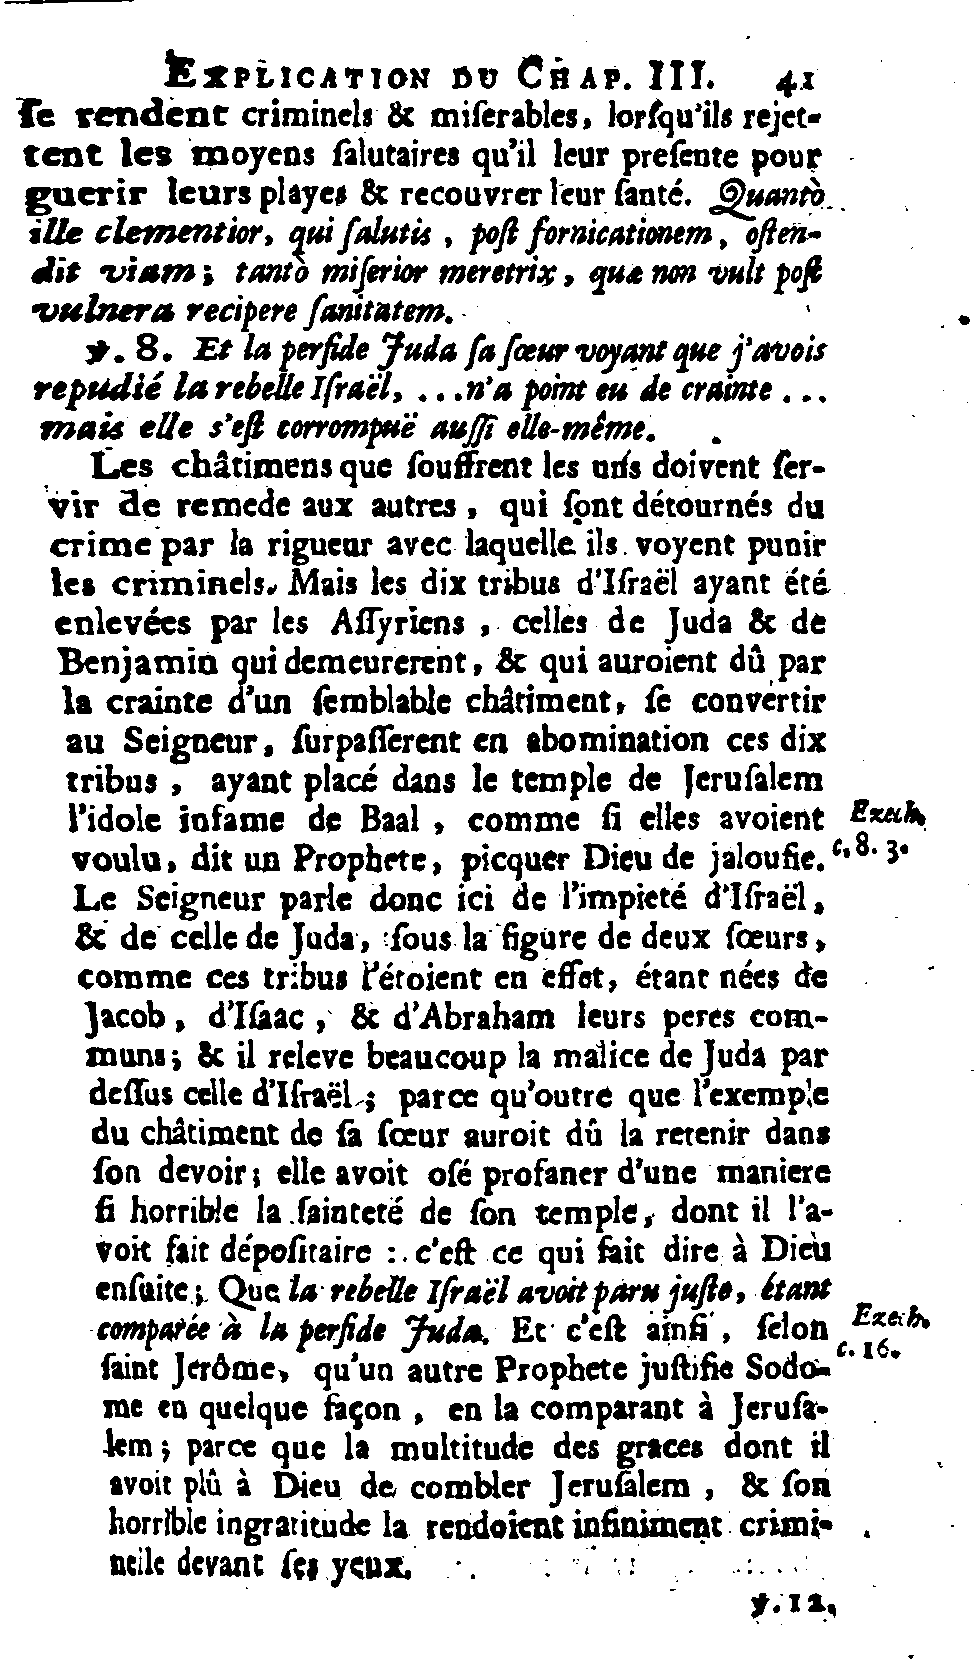 EXPLICATION DU CHAP. III. 41
ſe rendent criminels & miſerables, lorſqu'ils rejet-
tent les moyens ſalutaires qu'il leur preſente pour
guerir leurs playes & recouvrer leur ſanté. Quantò
ille clementior, qui ſalutis, poſt fornicationem, oſten-
dit viam; tantò miſerior meretrix, quæ non vult poſt
vulnera recipere ſanitatem.
℣. 8. Et la perfide Juda ſa ſœur voyant que j'avois
repudié la rebelle Iſraël, ...n'a point eu de crainte ...
mais elle s'eſt corrompuë auſſi elle-même.
Les châtimens que ſouffrent les uns doivent ſer-
vir de remede aux autres, qui ſont détournés du
crime par la rigueur avec laquelle ils voyent punir
les criminels. Mais les dix tribus d'Iſraël ayant été
enlevées par les Aſſyriens, celles de Juda & de
Benjamin qui demeurerent, & qui auroient dû par
la crainte d'un ſemblable châtiment, ſe convertir
au Seigneur, ſurpaſſerent en abomination ces dix
tribus, ayant placé dans le temple de Jeruſalem
l'idole infame de Baal, comme ſi elles avoient
voulu, dit un Prophete, picquer Dieu de jalouſie.
Ezech.
c. 8. 3.
Le Seigneur parle donc ici de l'impieté d'Iſraël,
& de celle de Juda, ſous la figure de deux ſœurs,
comme ces tribus l'étoient en effet, étant nées de
Jacob, d'Iſaac, & d'Abraham leurs peres com-
muns; & il releve beaucoup la malice de Juda par
deſſus celle d'Iſraël; parce qu'outre que l'exemple
du châtiment de ſa ſœur auroit dû la retenir dans
ſon devoir; elle avoit oſé profaner d'une maniere
ſi horrible la ſainteté de ſon temple, dont il l'a-
voit fait dépoſitaire : c'eſt ce qui fait dire à Dieu
enſuite; Que la rebelle Iſraël avoit paru juſte, étant
comparée à la perfide Juda. Et c'eſt ainſi, ſelon
Ezech.
c. 16.
ſaint Jerôme, qu'un autre Prophete juſtifie Sodo-
me en quelque façon, en la comparant à Jeruſa-
lem; parce que la multitude des graces dont il
avoit plû à Dieu de combler Jeruſalem, & ſon
horrible ingratitude la rendoient infiniment crimi-
nelle devant ſes yeux.
℣. 12.